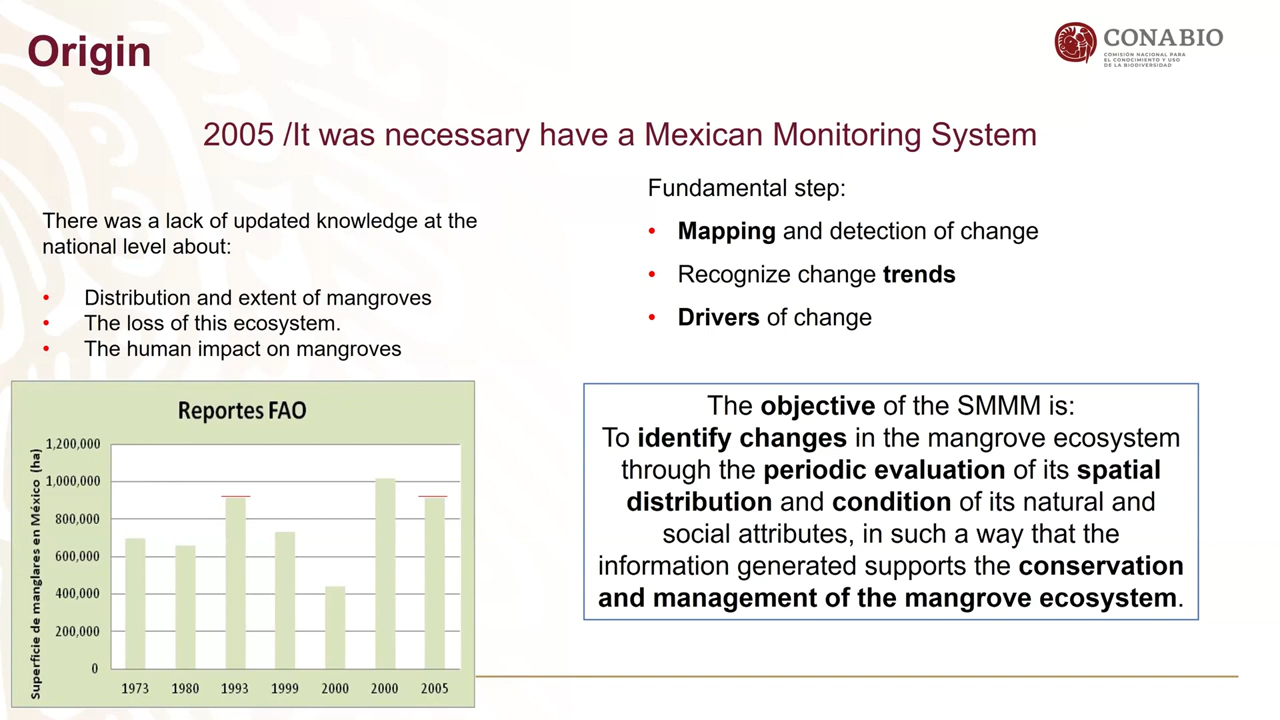 Origin
CONABIO
COMISIÓN NACIONAL PARA
EL CONOCIMIENTO Y USO
DE LA BIODIVERSIDAD
2005 /It was necessary have a Mexican Monitoring System
There was a lack of updated knowledge at the
national level about:
• Distribution and extent of mangroves
• The loss of this ecosystem.
• The human impact on mangroves
Fundamental step:
• Mapping and detection of change
• Recognize change trends
• Drivers of change
Reportes FAO
Superficie de manglares en México (ha)
1,200,000
1,000,000
800,000
600,000
400,000
200,000
0
1973 1980 1993 1999 2000 2000 2005
The objective of the SMMM is:
To identify changes in the mangrove ecosystem
through the periodic evaluation of its spatial
distribution and condition of its natural and
social attributes, in such a way that the
information generated supports the conservation
and management of the mangrove ecosystem.